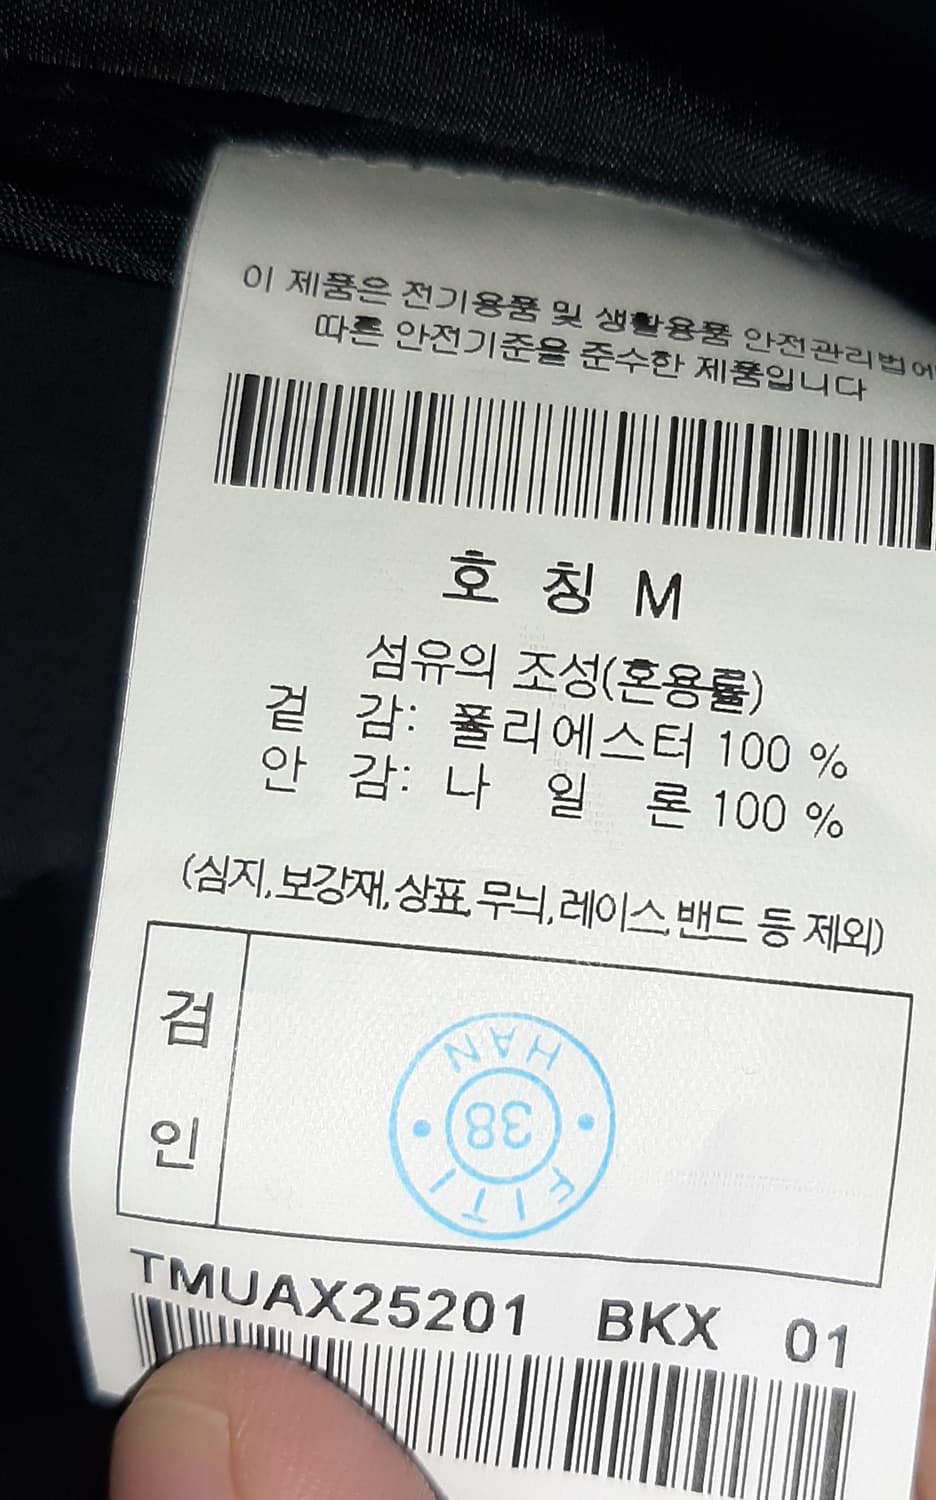 이 제품은 전기용품 및 생활용품 안전관리법에
따른 안전기준을 준수한 제품입니다
호 칭 M
섬유의 조성(혼용률)
겉 감: 폴리에스터 100 %
안 감: 나 일 론 100 %
(심지,보강재,상표,무늬,레이스,밴드 등 제외)
검
인
HAN
38
FITI
TMUAX25201 BKX 01